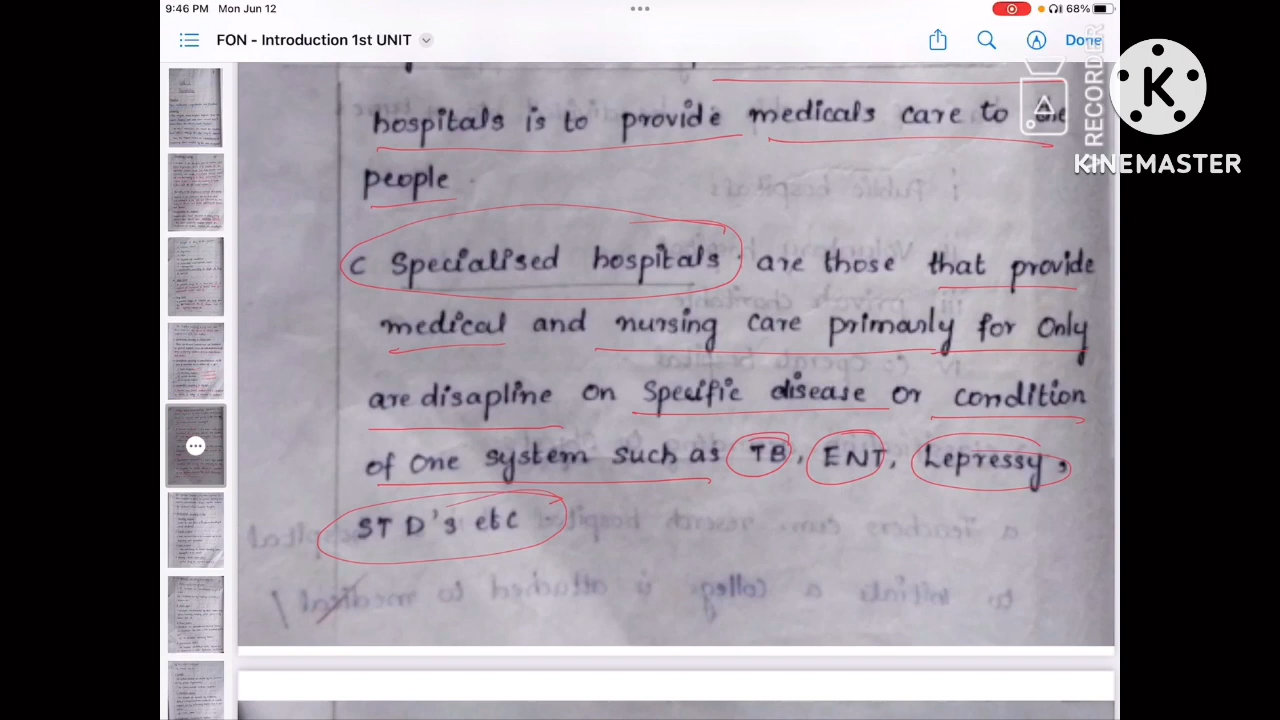 9:46 PM Mon Jun 12
68%
FON - Introduction 1st UNIT
Done
RECORDER
KINEMASTER
hospitals is to provide medicals care to the
people
c Specialised hospitals are those that provide
medical and nursing care primarly for Only
are disapline on Specific disease or condition
of One system such as TB, ENT, Lepressy,
STD's etc